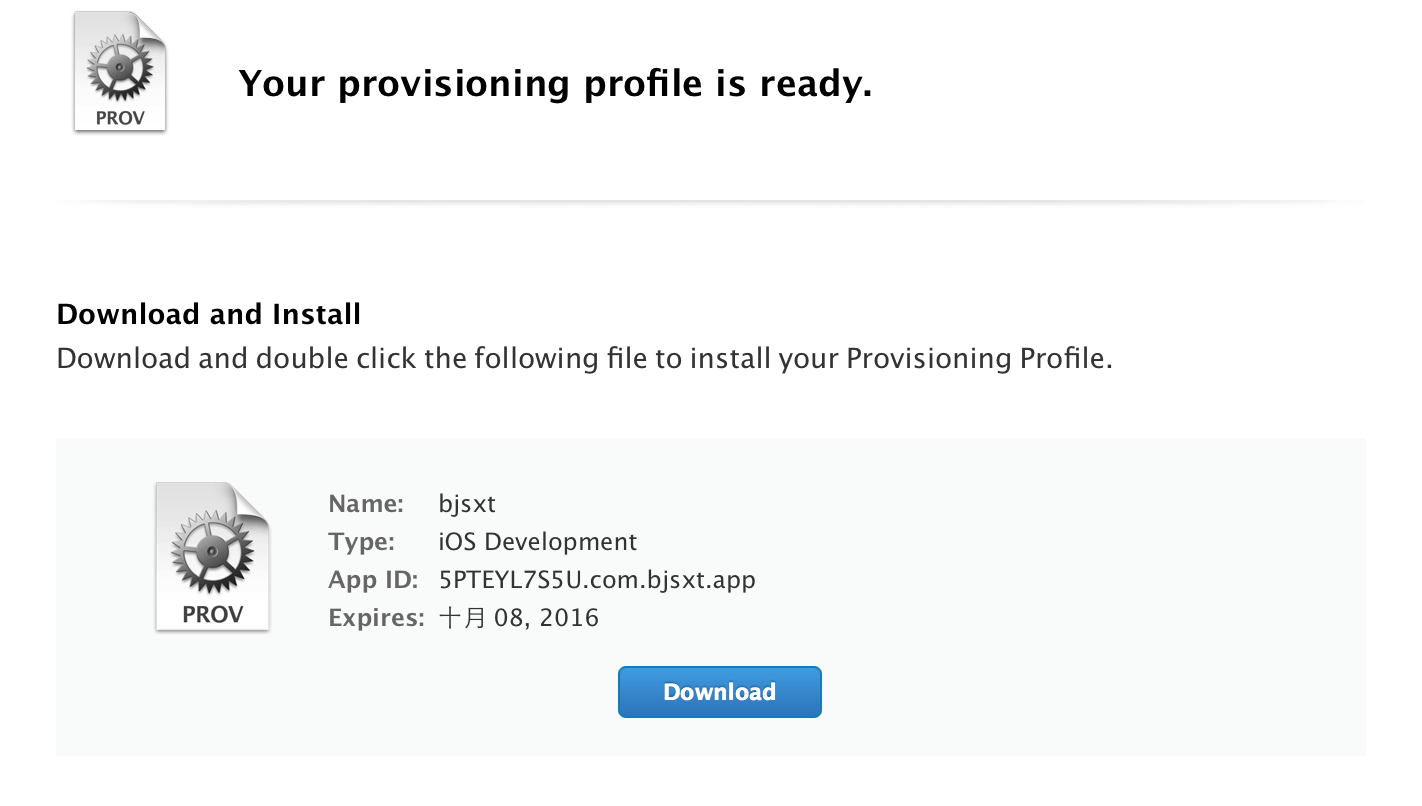 PROV
Your provisioning profile is ready.
Download and Install
Download and double click the following file to install your Provisioning Profile.
PROV
Name: bjsxt
Type: iOS Development
App ID: 5PTEYL7S5U.com.bjsxt.app
Expires: 十月 08, 2016
Download